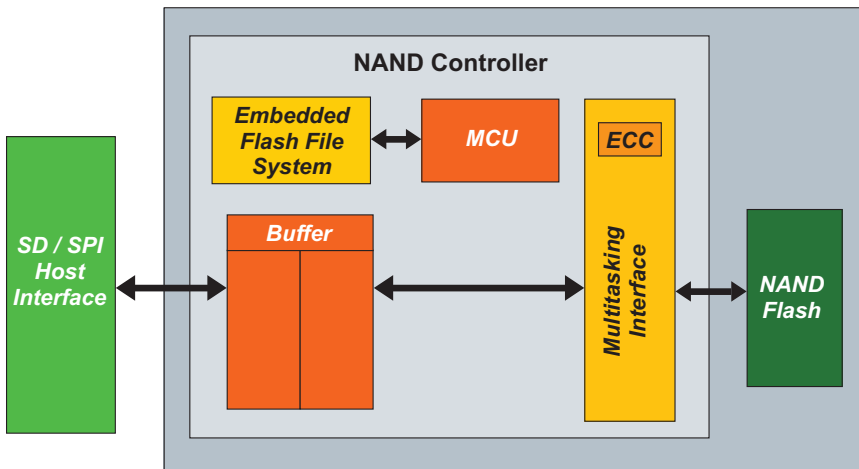 NAND Controller
Embedded
Flash File
System
MCU
ECC
Buffer
SD / SPI
Host
Interface
Multitasking
Interface
NAND
Flash